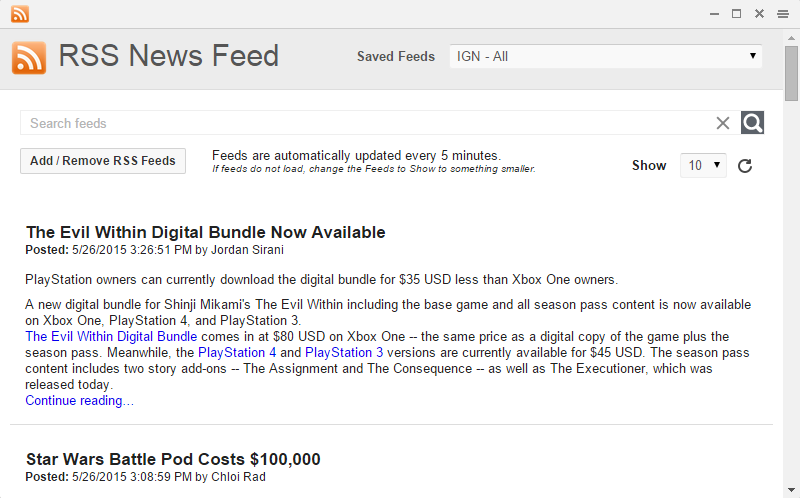 RSS News Feed
Saved Feeds
IGN - All
Search feeds
Add / Remove RSS Feeds
Feeds are automatically updated every 5 minutes.
If feeds do not load, change the Feeds to Show to something smaller.
Show
10
The Evil Within Digital Bundle Now Available
Posted: 5/26/2015 3:26:51 PM by Jordan Sirani
PlayStation owners can currently download the digital bundle for $35 USD less than Xbox One owners.
A new digital bundle for Shinji Mikami's The Evil Within including the base game and all season pass content is now available
on Xbox One, PlayStation 4, and PlayStation 3.
The Evil Within Digital Bundle comes in at $80 USD on Xbox One -- the same price as a digital copy of the game plus the
season pass. Meanwhile, the PlayStation 4 and PlayStation 3 versions are currently available for $45 USD. The season pass
content includes two story add-ons -- The Assignment and The Consequence -- as well as The Executioner, which was
released today.
Continue reading…
Star Wars Battle Pod Costs $100,000
Posted: 5/26/2015 3:08:59 PM by Chloi Rad